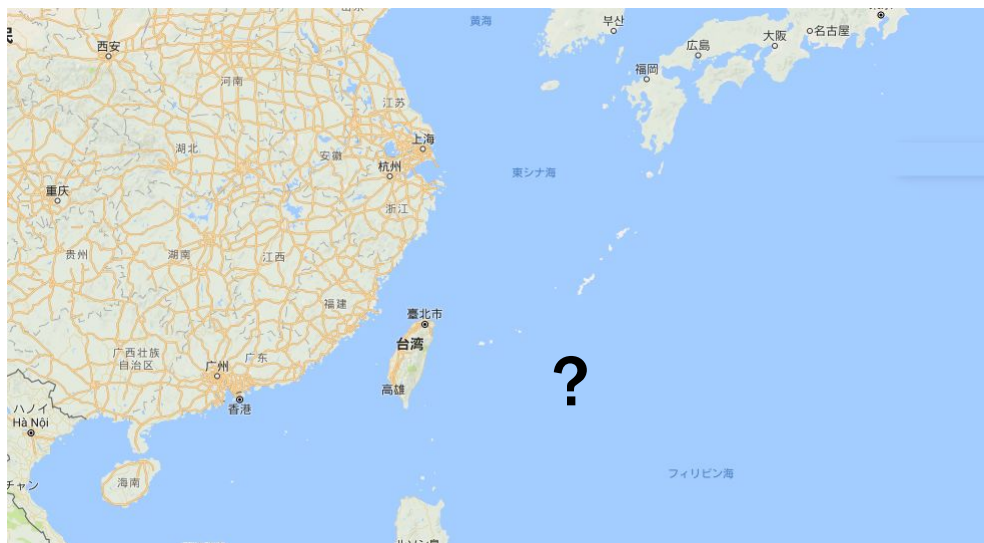 黄海
부산
西安
大阪
名古屋
広島
福岡
河南
江苏
上海
湖北
安徽
杭州
東シナ海
重庆
浙江
贵州
湖南
江西
福建
臺北市
台湾
广西壮族
自治区
广东
广州
?
高雄
香港
ハノイ
Hà Nội
フィリピン海
海南
チャン